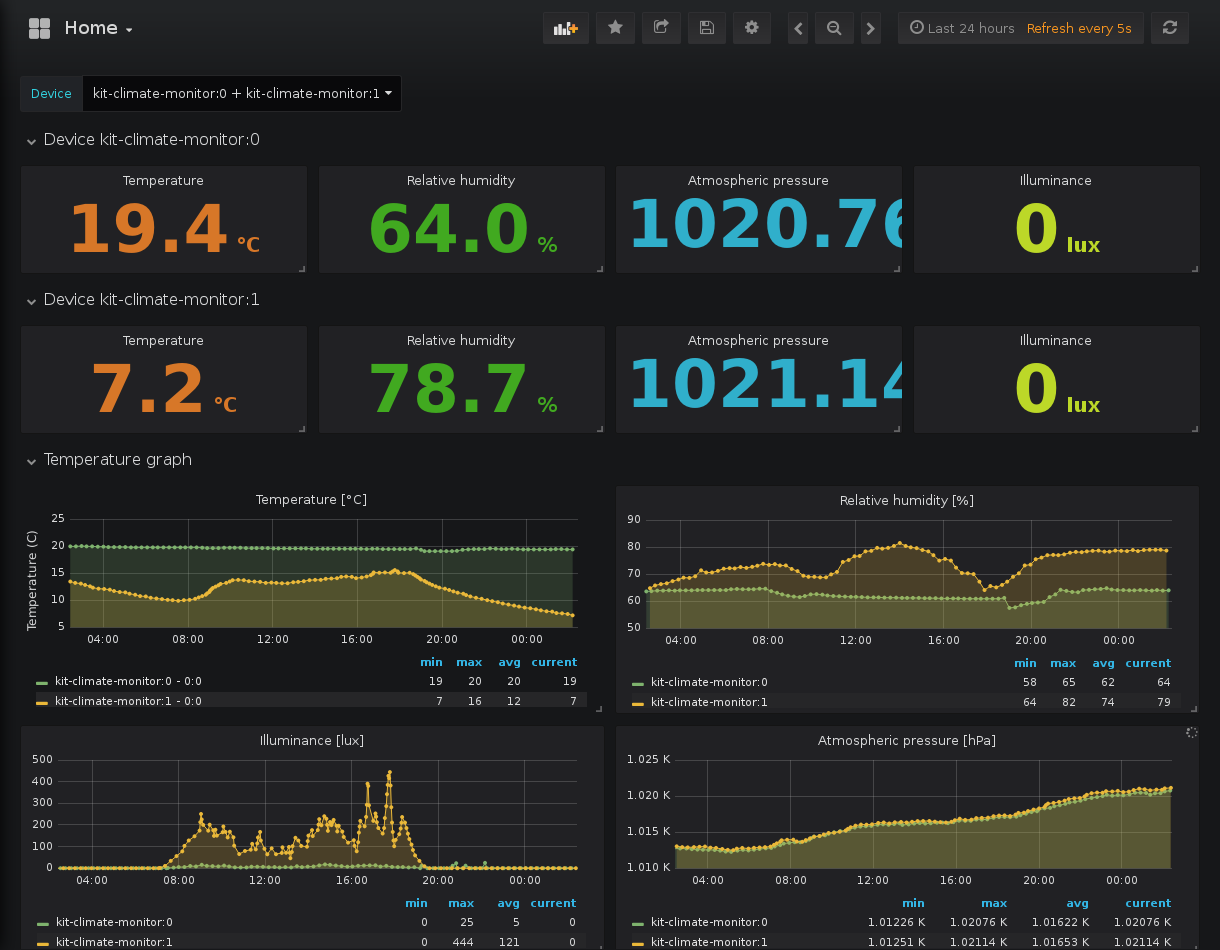 Home
Last 24 hours Refresh every 5s
Device kit-climate-monitor:0 + kit-climate-monitor:1
Device kit-climate-monitor:0
Temperature Relative humidity Atmospheric pressure Illuminance
19.4 °C 64.0 % 1020.76 0 lux
Device kit-climate-monitor:1
Temperature Relative humidity Atmospheric pressure Illuminance
7.2 °C 78.7 % 1021.14 0 lux
Temperature graph
Temperature [°C]
Temperature (C)
25
20
15
10
5
04:00 08:00 12:00 16:00 20:00 00:00
min max avg current
kit-climate-monitor:0 - 0:0 19 20 20 19
kit-climate-monitor:1 - 0:0 7 16 12 7
Relative humidity [%]
90
80
70
60
50
04:00 08:00 12:00 16:00 20:00 00:00
min max avg current
kit-climate-monitor:0 58 65 62 64
kit-climate-monitor:1 64 82 74 79
Illuminance [lux]
500
400
300
200
100
0
04:00 08:00 12:00 16:00 20:00 00:00
min max avg current
kit-climate-monitor:0 0 25 5 0
kit-climate-monitor:1 0 444 121 0
Atmospheric pressure [hPa]
1.025 K
1.020 K
1.015 K
1.010 K
04:00 08:00 12:00 16:00 20:00 00:00
min max avg current
kit-climate-monitor:0 1.01226 K 1.02076 K 1.01622 K 1.02076 K
kit-climate-monitor:1 1.01251 K 1.02114 K 1.01653 K 1.02114 K